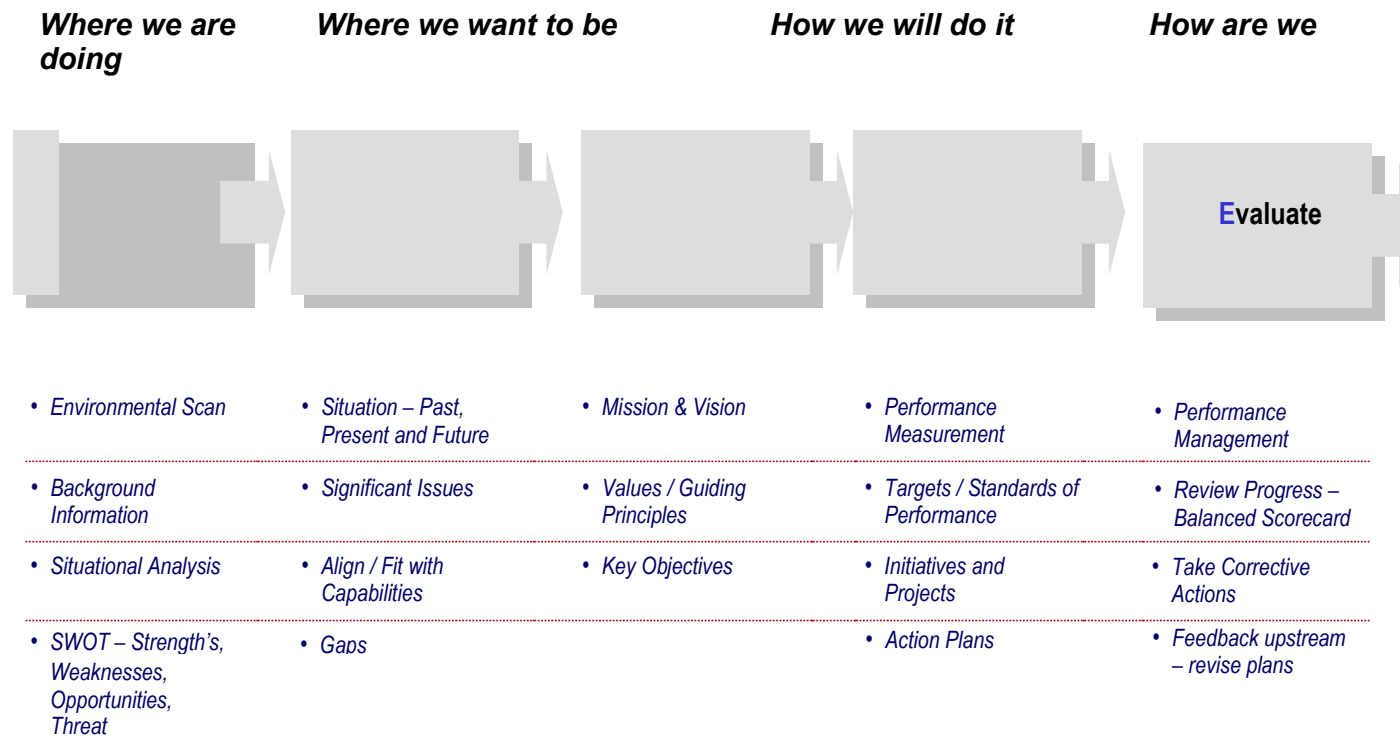 Where we are
doing
Where we want to be
How we will do it
How are we
Evaluate
• Environmental Scan
• Background
Information
• Situational Analysis
• SWOT – Strength's,
Weaknesses,
Opportunities,
Threat
• Situation – Past,
Present and Future
• Significant Issues
• Align / Fit with
Capabilities
• Gaps
• Mission & Vision
• Values / Guiding
Principles
• Key Objectives
• Performance
Measurement
• Targets / Standards of
Performance
• Initiatives and
Projects
• Action Plans
• Performance
Management
• Review Progress –
Balanced Scorecard
• Take Corrective
Actions
• Feedback upstream
– revise plans